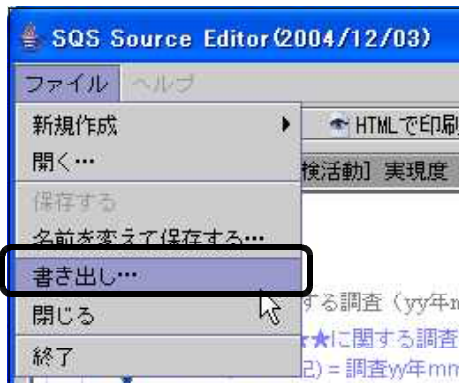 SQS Source Editor(2004/12/03)
ファイル ヘルプ
新規作成
HTMLで印刷
開く…
検活動] 実現度
保存する
名前を変えて保存する…
書き出し…
する調査 (yy年m
閉じる
★に関する調査
終了
記) = 調査yy年mm